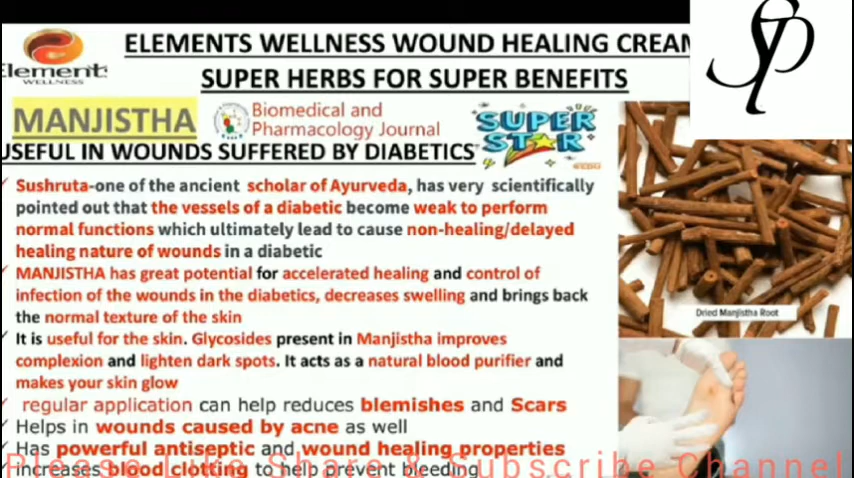 Element
WELLNESS
ELEMENTS WELLNESS WOUND HEALING CREAM
SUPER HERBS FOR SUPER BENEFITS
MANJISTHA
Biomedical and
Pharmacology Journal
SUPER
STAR
USEFUL IN WOUNDS SUFFERED BY DIABETICS
Sushruta-one of the ancient scholar of Ayurveda, has very scientifically
pointed out that the vessels of a diabetic become weak to perform
normal functions which ultimately lead to cause non-healing/delayed
healing nature of wounds in a diabetic
MANJISTHA has great potential for accelerated healing and control of
infection of the wounds in the diabetics, decreases swelling and brings back
the normal texture of the skin
It is useful for the skin. Glycosides present in Manjistha improves
complexion and lighten dark spots. It acts as a natural blood purifier and
makes your skin glow
regular application can help reduces blemishes and Scars
Helps in wounds caused by acne as well
Has powerful antiseptic and wound healing properties
increases blood clotting to help prevent bleeding
Dried Manjistha Root
Please Like Share & Subscribe Channel